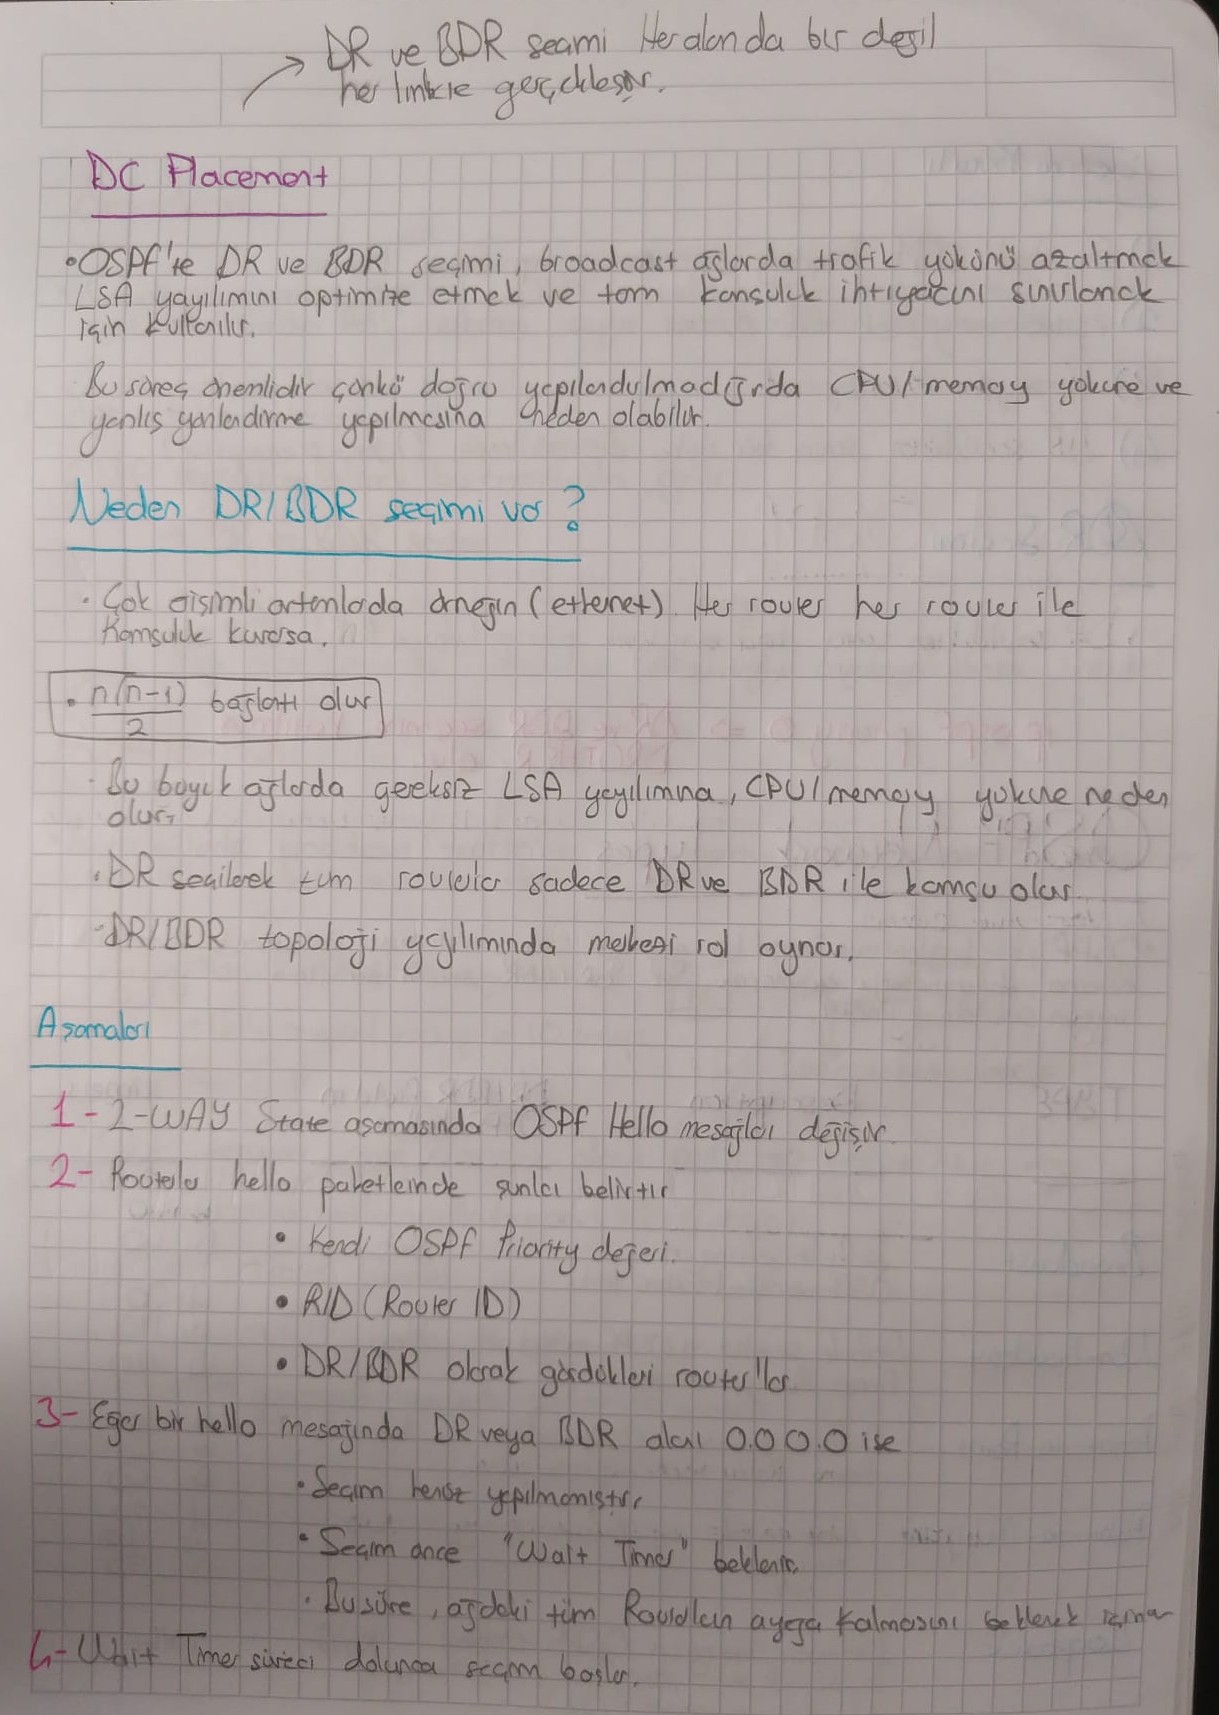 DR ve BDR seçimi Her alanda bir değil
her linkte gerçekleşir.
DC Placement
•OSPF'te DR ve BDR seçimi, broadcast ağlarda trafik yükünü azaltmak
LSA yayılımını optimize etmek ve tam komşuluk ihtiyacını sınırlamak
için kullanılır.
Bu süreç önemlidir çünkü doğru yapılandırılmadığında CPU/memory yüküne ve
yanlış yönlendirme yapılmasına neden olabilir.
Neden DR/BDR seçimi var?
· Çok erişimli ortamlarda örneğin (ethernet) Her router her router ile
Komşuluk kurarsa,
• n(n-1)
2 bağlantı olur
· Bu büyük ağlarda gereksiz LSA yayılımına, CPU/memory yüküne neden
olur.
· DR seçilerek tüm routerlar sadece DR ve BDR ile komşu olur.
-DR/BDR topoloji yayılımında merkezi rol oynar.
Aşamaları
1- 2-WAY State aşamasında OSPF Hello mesajları değişir.
2- Routerlar hello paketlerinde şunları belirtir
• Kendi OSPF Priority değeri.
• RID (Router ID)
• DR/BDR olarak gördükleri router'lar
3- Eğer bir hello mesajında DR veya BDR alanı 0.0.0.0 ise
• Seçim henüz yapılmamıştır.
• Seçim önce "Wait Timer" beklenir.
· Bu süre, ağdaki tüm Routerların ayağa kalmasını beklemek
4- Wait Timer süreci dolunca seçim başlar.